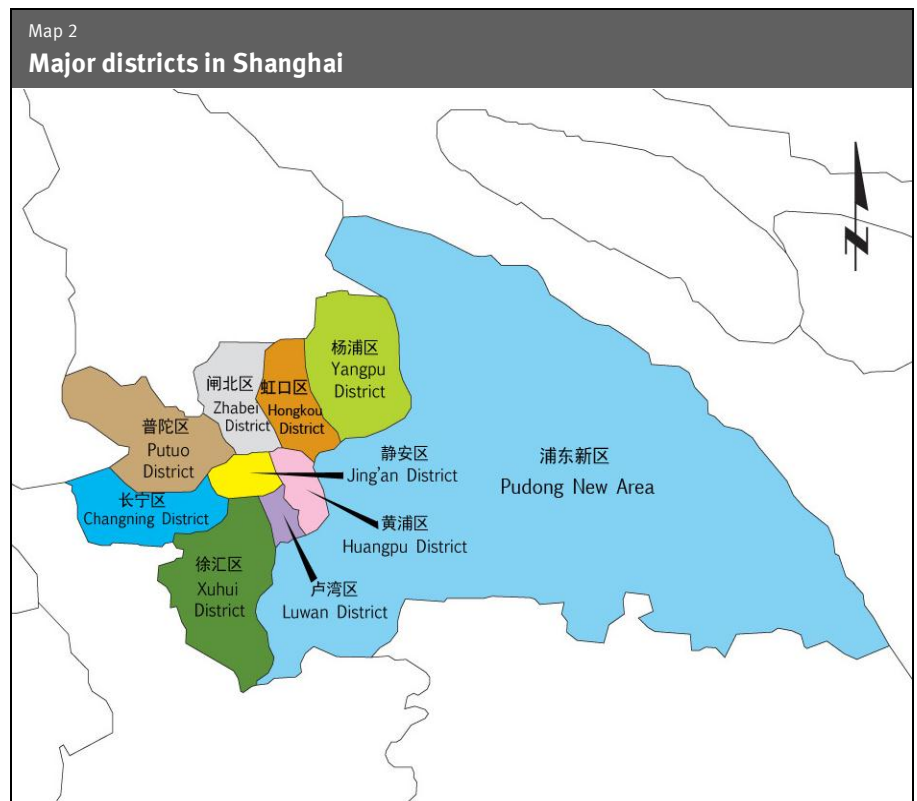 Map 2
Major districts in Shanghai
N
杨浦区
Yangpu
District
闸北区
Zhabei
District
虹口区
Hongkou
District
普陀区
Putuo
District
静安区
Jing'an District
浦东新区
Pudong New Area
长宁区
Changning District
黄浦区
Huangpu District
徐汇区
Xuhui
District
卢湾区
Luwan District